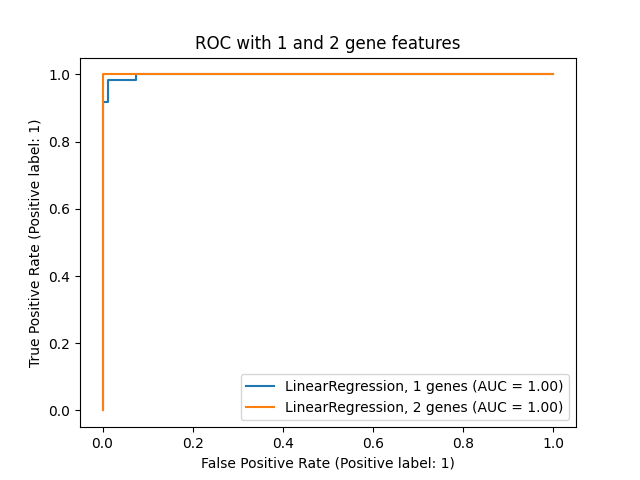 ROC with 1 and 2 gene features
True Positive Rate (Positive label: 1)
1.0
0.8
0.6
0.4
0.2
0.0
LinearRegression, 1 genes (AUC = 1.00)
LinearRegression, 2 genes (AUC = 1.00)
0.0 0.2 0.4 0.6 0.8 1.0
False Positive Rate (Positive label: 1)